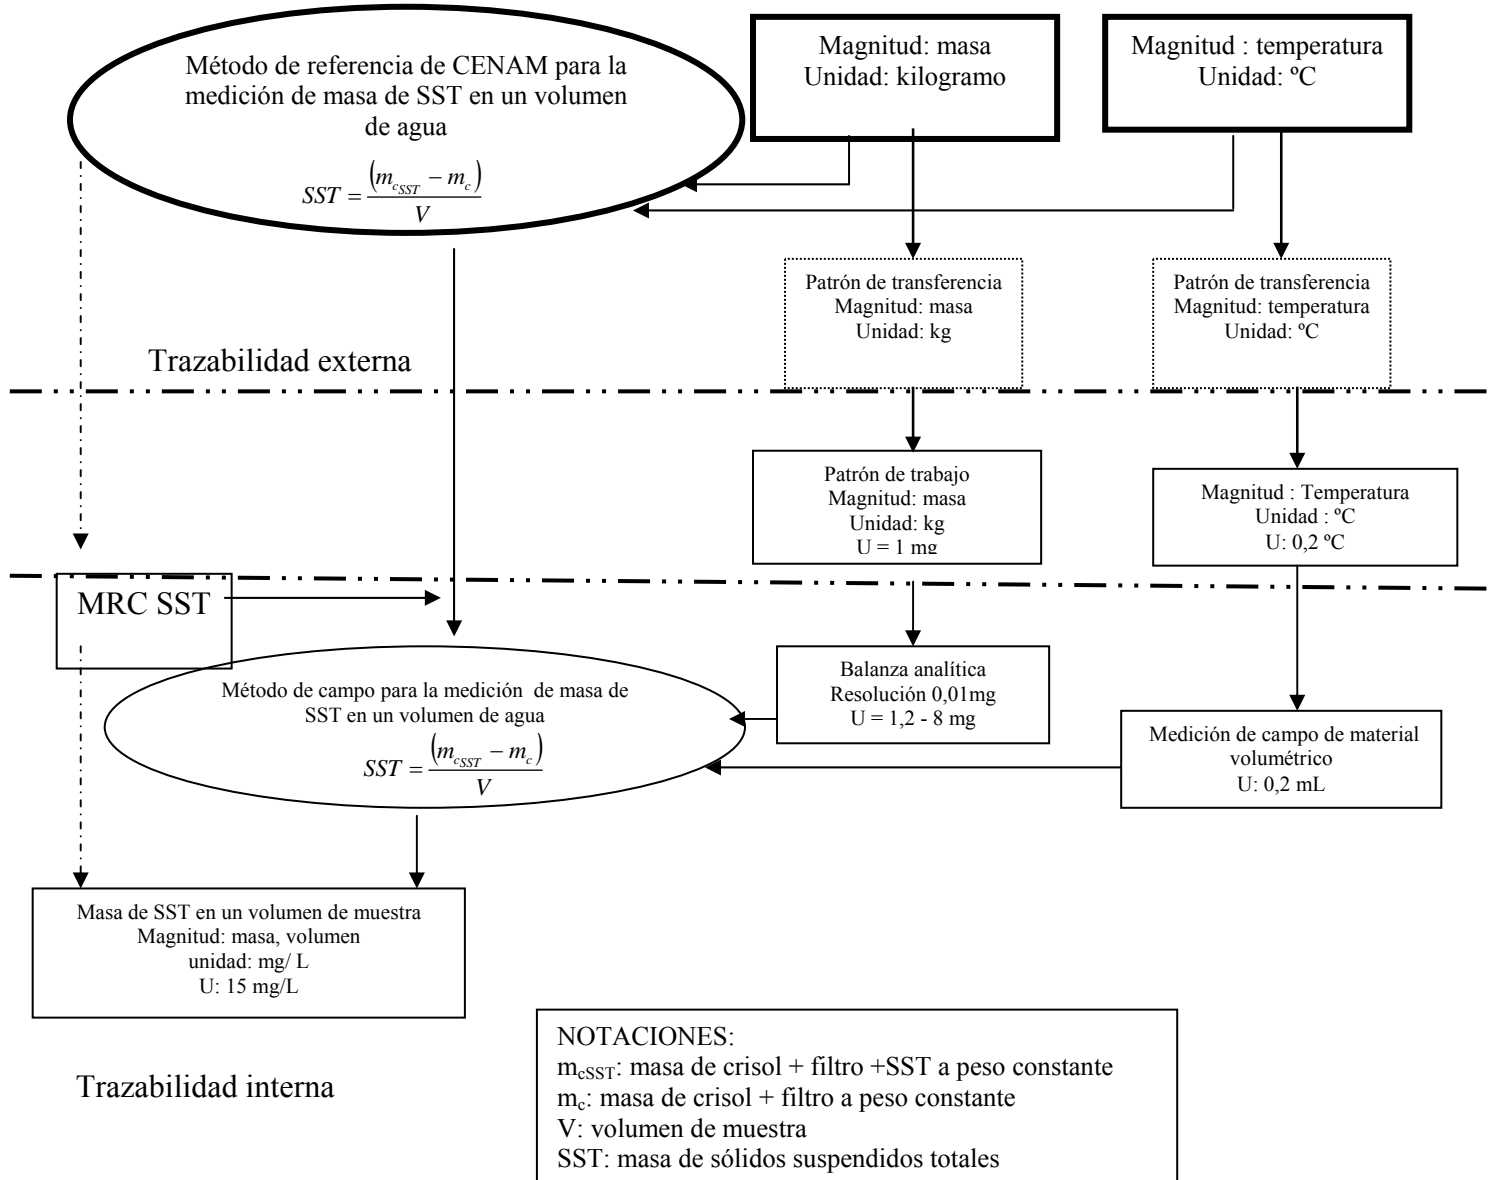 Método de referencia de CENAM para la
medición de masa de SST en un volumen
de agua
SST = (m_cSST − m_c) / V
Magnitud: masa
Unidad: kilogramo
Magnitud : temperatura
Unidad: ºC
Patrón de transferencia
Magnitud: masa
Unidad: kg
Patrón de transferencia
Magnitud: temperatura
Unidad: ºC
Trazabilidad externa
Patrón de trabajo
Magnitud: masa
Unidad: kg
U = 1 mg
Magnitud : Temperatura
Unidad : ºC
U: 0,2 ºC
MRC SST
Método de campo para la medición de masa de
SST en un volumen de agua
SST = (m_cSST − m_c) / V
Balanza analítica
Resolución 0,01mg
U = 1,2 - 8 mg
Medición de campo de material
volumétrico
U: 0,2 mL
Masa de SST en un volumen de muestra
Magnitud: masa, volumen
unidad: mg/ L
U: 15 mg/L
Trazabilidad interna
NOTACIONES:
m_cSST: masa de crisol + filtro +SST a peso constante
m_c: masa de crisol + filtro a peso constante
V: volumen de muestra
SST: masa de sólidos suspendidos totales